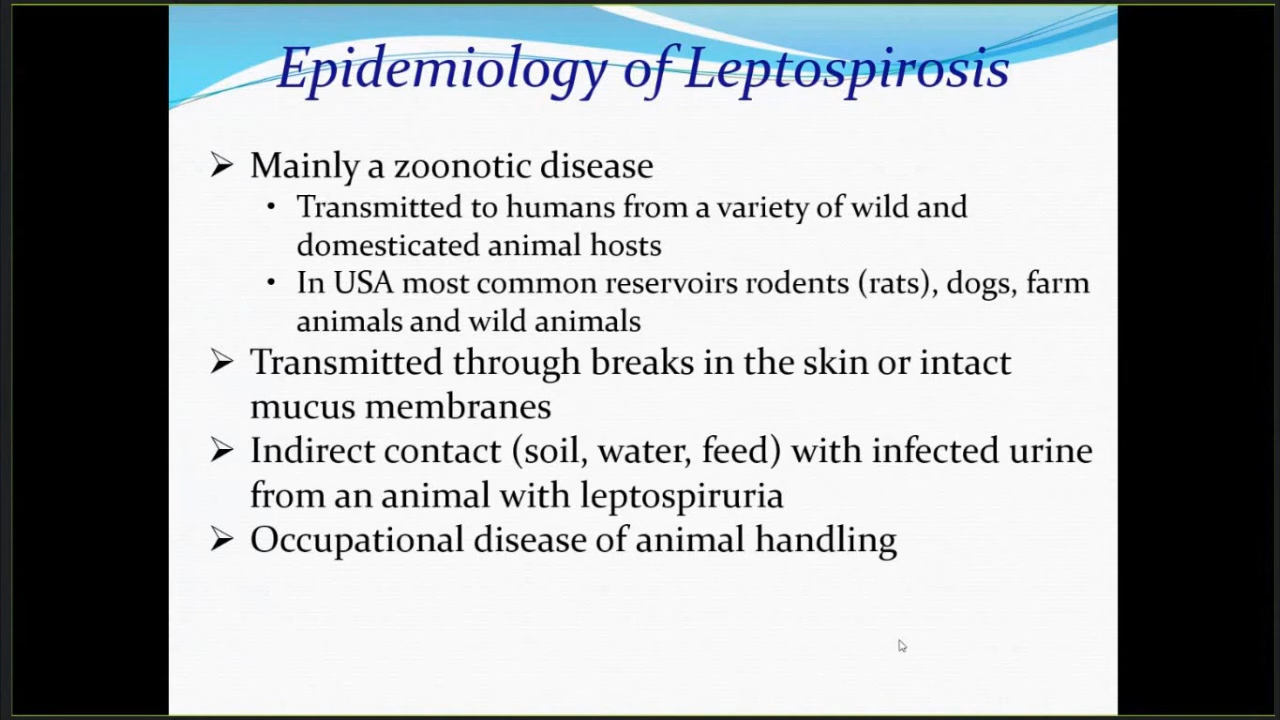 Epidemiology of Leptospirosis
➢ Mainly a zoonotic disease
• Transmitted to humans from a variety of wild and
domesticated animal hosts
• In USA most common reservoirs rodents (rats), dogs, farm
animals and wild animals
➢ Transmitted through breaks in the skin or intact
mucus membranes
➢ Indirect contact (soil, water, feed) with infected urine
from an animal with leptospiruria
➢ Occupational disease of animal handling